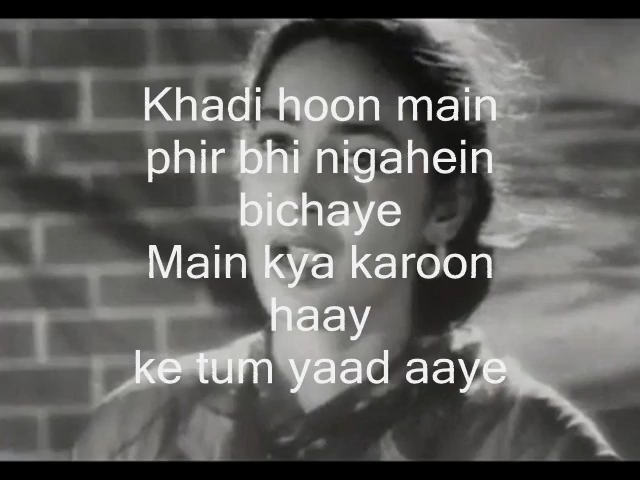 Khadi hoon main
phir bhi nigahein
bichaye
Main kya karoon
haay
ke tum yaad aaye